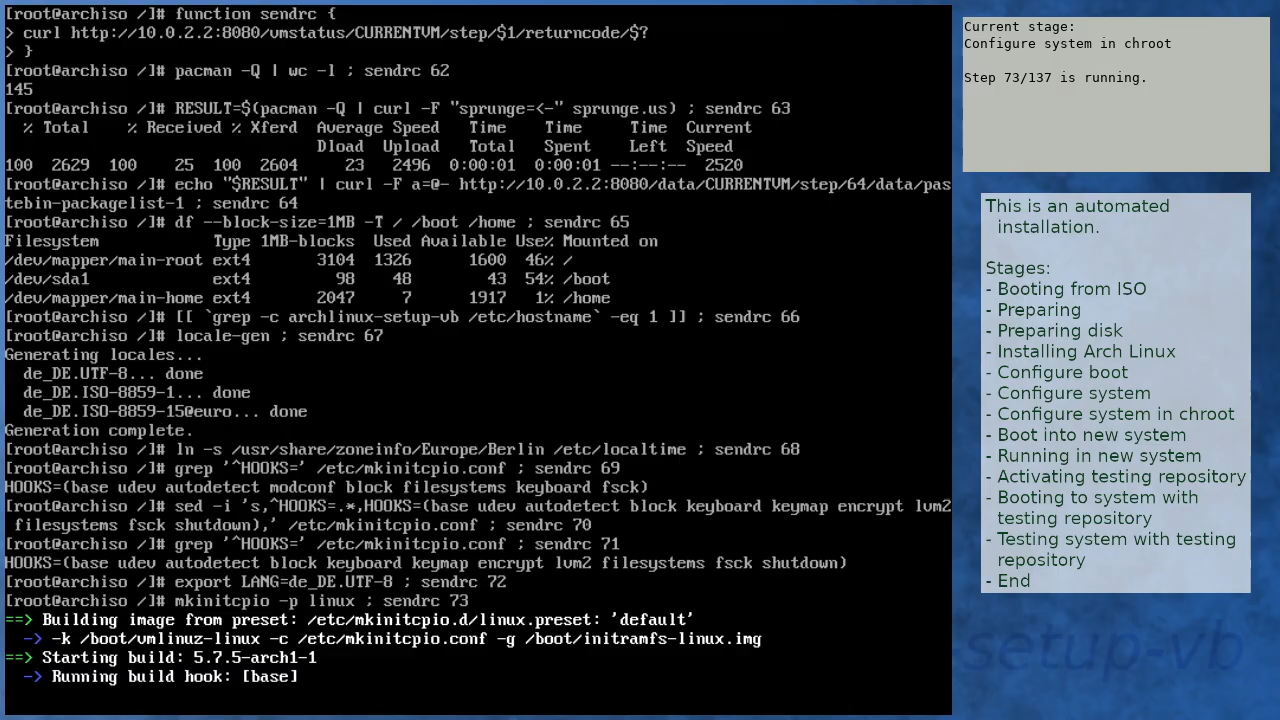 [root@archiso /]# function sendrc {
> curl http://10.0.2.2:8080/vmstatus/CURRENTVM/step/$1/returncode/$?
> }
[root@archiso /]# pacman -Q | wc -l ; sendrc 62
145
[root@archiso /]# RESULT=$(pacman -Q | curl -F "sprunge=<-" sprunge.us) ; sendrc 63
  % Total    % Received % Xferd  Average Speed   Time    Time     Time  Current
                                 Dload  Upload   Total   Spent    Left  Speed
100  2629  100    25  100  2604     23   2496  0:00:01  0:00:01 --:--:--  2520
[root@archiso /]# echo "$RESULT" | curl -F a=@- http://10.0.2.2:8080/data/CURRENTVM/step/64/data/pas
tebin-packagelist-1 ; sendrc 64
[root@archiso /]# df --block-size=1MB -T / /boot /home ; sendrc 65
Filesystem            Type 1MB-blocks  Used Available Use% Mounted on
/dev/mapper/main-root ext4       3104  1326      1600  46% /
/dev/sda1             ext4         98    48        43  54% /boot
/dev/mapper/main-home ext4       2047     7      1917   1% /home
[root@archiso /]# [[ `grep -c archlinux-setup-vb /etc/hostname` -eq 1 ]] ; sendrc 66
[root@archiso /]# locale-gen ; sendrc 67
Generating locales...
  de_DE.UTF-8... done
  de_DE.ISO-8859-1... done
  de_DE.ISO-8859-15@euro... done
Generation complete.
[root@archiso /]# ln -s /usr/share/zoneinfo/Europe/Berlin /etc/localtime ; sendrc 68
[root@archiso /]# grep '^HOOKS=' /etc/mkinitcpio.conf ; sendrc 69
HOOKS=(base udev autodetect modconf block filesystems keyboard fsck)
[root@archiso /]# sed -i 's,^HOOKS=.*,HOOKS=(base udev autodetect block keyboard keymap encrypt lvm2
 filesystems fsck shutdown),' /etc/mkinitcpio.conf ; sendrc 70
[root@archiso /]# grep '^HOOKS=' /etc/mkinitcpio.conf ; sendrc 71
HOOKS=(base udev autodetect block keyboard keymap encrypt lvm2 filesystems fsck shutdown)
[root@archiso /]# export LANG=de_DE.UTF-8 ; sendrc 72
[root@archiso /]# mkinitcpio -p linux ; sendrc 73
==> Building image from preset: /etc/mkinitcpio.d/linux.preset: 'default'
  -> -k /boot/vmlinuz-linux -c /etc/mkinitcpio.conf -g /boot/initramfs-linux.img
==> Starting build: 5.7.5-arch1-1
  -> Running build hook: [base]
Current stage:
Configure system in chroot
Step 73/137 is running.
This is an automated
installation.
Stages:
- Booting from ISO
- Preparing
- Preparing disk
- Installing Arch Linux
- Configure boot
- Configure system
- Configure system in chroot
- Boot into new system
- Running in new system
- Activating testing repository
- Booting to system with
testing repository
- Testing system with testing
repository
- End
setup-vb